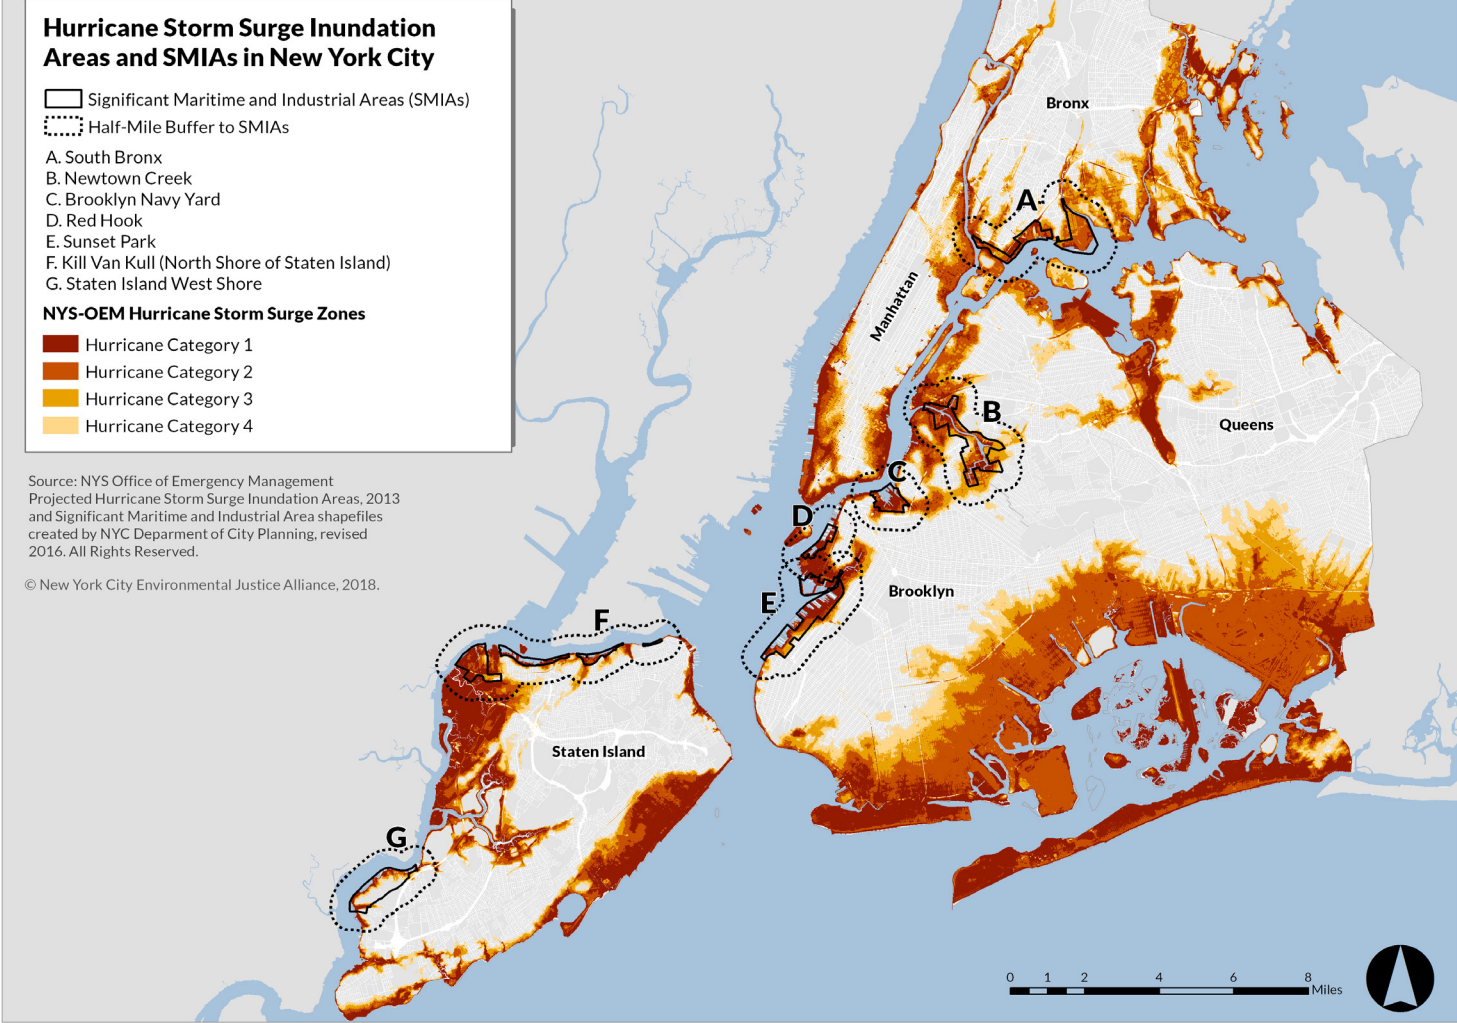 Hurricane Storm Surge Inundation
Areas and SMIAs in New York City
Significant Maritime and Industrial Areas (SMIAs)
Half-Mile Buffer to SMIAs
A. South Bronx
B. Newtown Creek
C. Brooklyn Navy Yard
D. Red Hook
E. Sunset Park
F. Kill Van Kull (North Shore of Staten Island)
G. Staten Island West Shore
NYS-OEM Hurricane Storm Surge Zones
Hurricane Category 1
Hurricane Category 2
Hurricane Category 3
Hurricane Category 4
Source: NYS Office of Emergency Management
Projected Hurricane Storm Surge Inundation Areas, 2013
and Significant Maritime and Industrial Area shapefiles
created by NYC Deparment of City Planning, revised
2016. All Rights Reserved.
© New York City Environmental Justice Alliance, 2018.
Bronx
A
Manhattan
B
Queens
C
D
Brooklyn
E
F
Staten Island
G
0 1 2 4 6 8
Miles